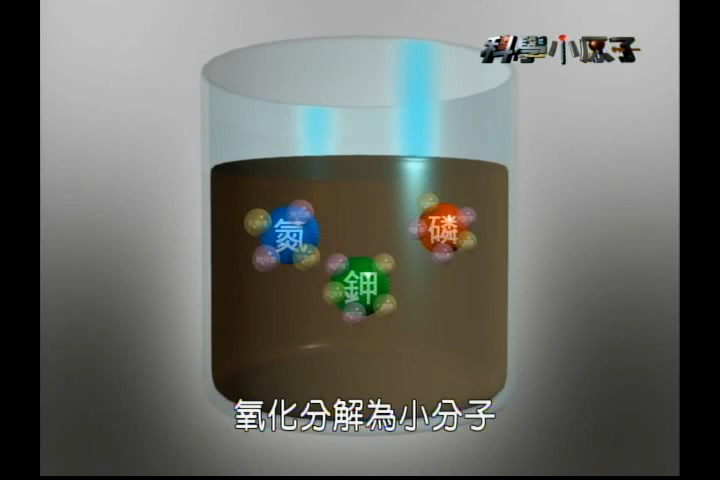 科學小原子
氮
磷
鉀
氧化分解為小分子